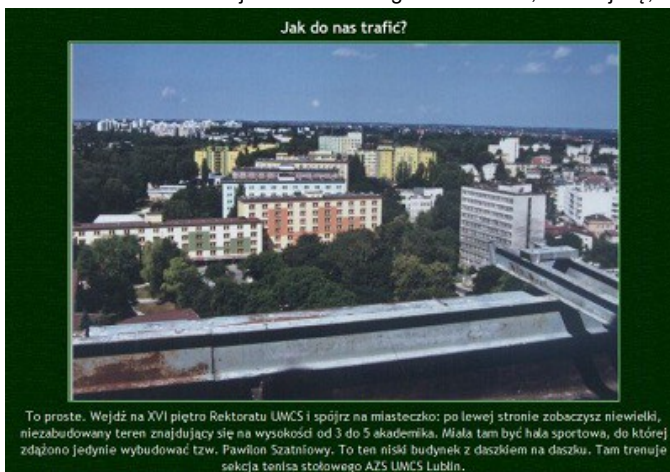 Jak do nas trafić?
To proste. Wejdź na XVI piętro Rektoratu UMCS i spójrz na miasteczko: po lewej stronie zobaczysz niewielki,
niezabudowany teren znajdujący się na wysokości od 3 do 5 akademika. Miała tam być hala sportowa, do której
zdążono jedynie wybudować tzw. Pawilon Szatniowy. To ten niski budynek z daszkiem na daszku. Tam trenuje
sekcja tenisa stołowego AZS UMCS Lublin.